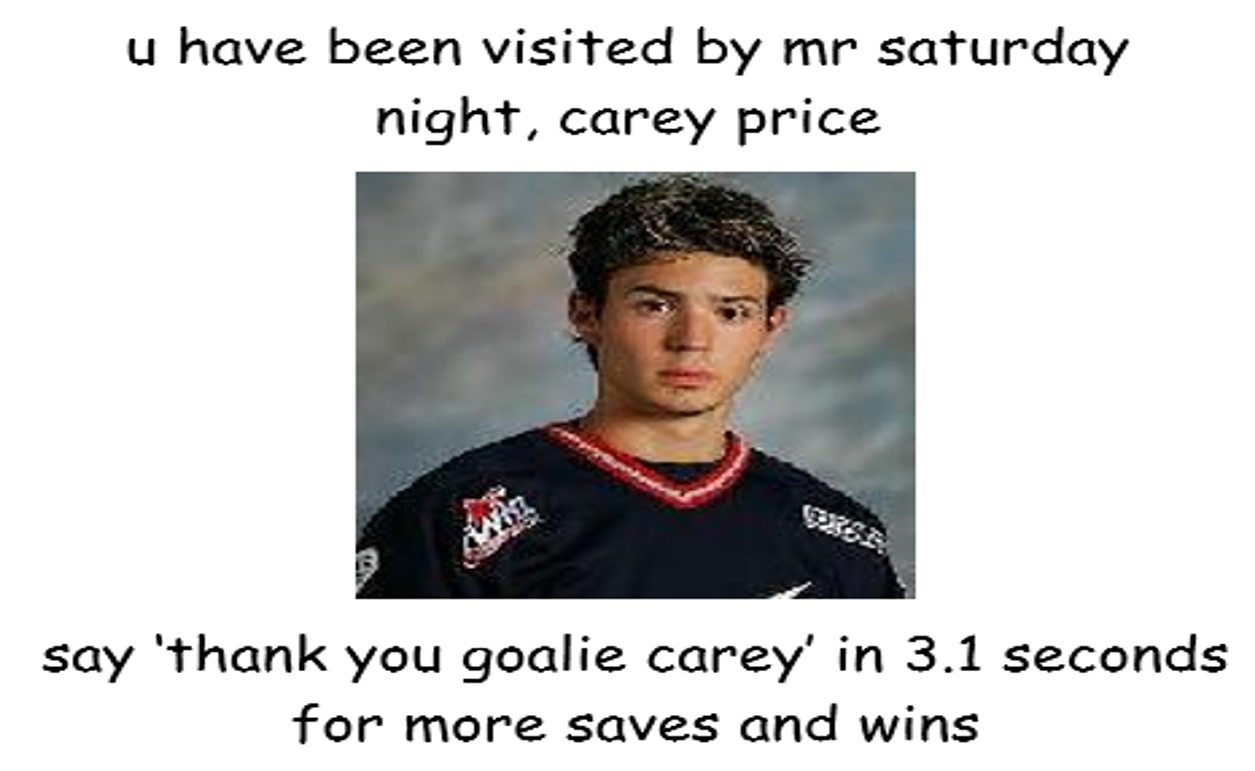 u have been visited by mr saturday
night, carey price
say ‘thank you goalie carey’ in 3.1 seconds
for more saves and wins